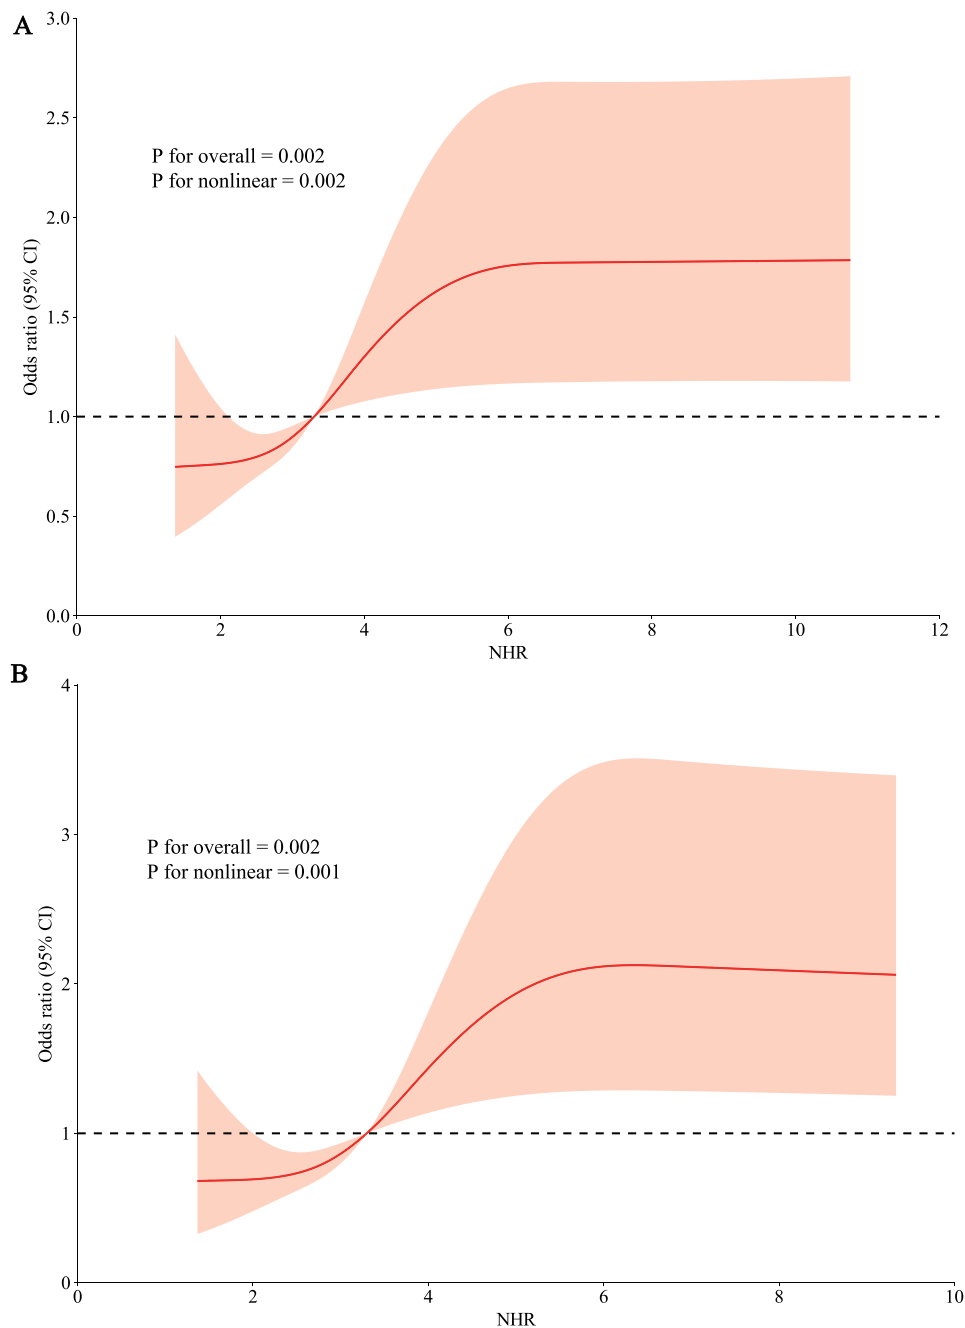 A
3.0
2.5
P for overall = 0.002
P for nonlinear = 0.002
2.0
Odds ratio (95% CI)
1.5
1.0
0.5
0.0
0 2 4 6 8 10 12
NHR
B
4
3
P for overall = 0.002
P for nonlinear = 0.001
Odds ratio (95% CI)
2
1
0
0 2 4 6 8 10
NHR